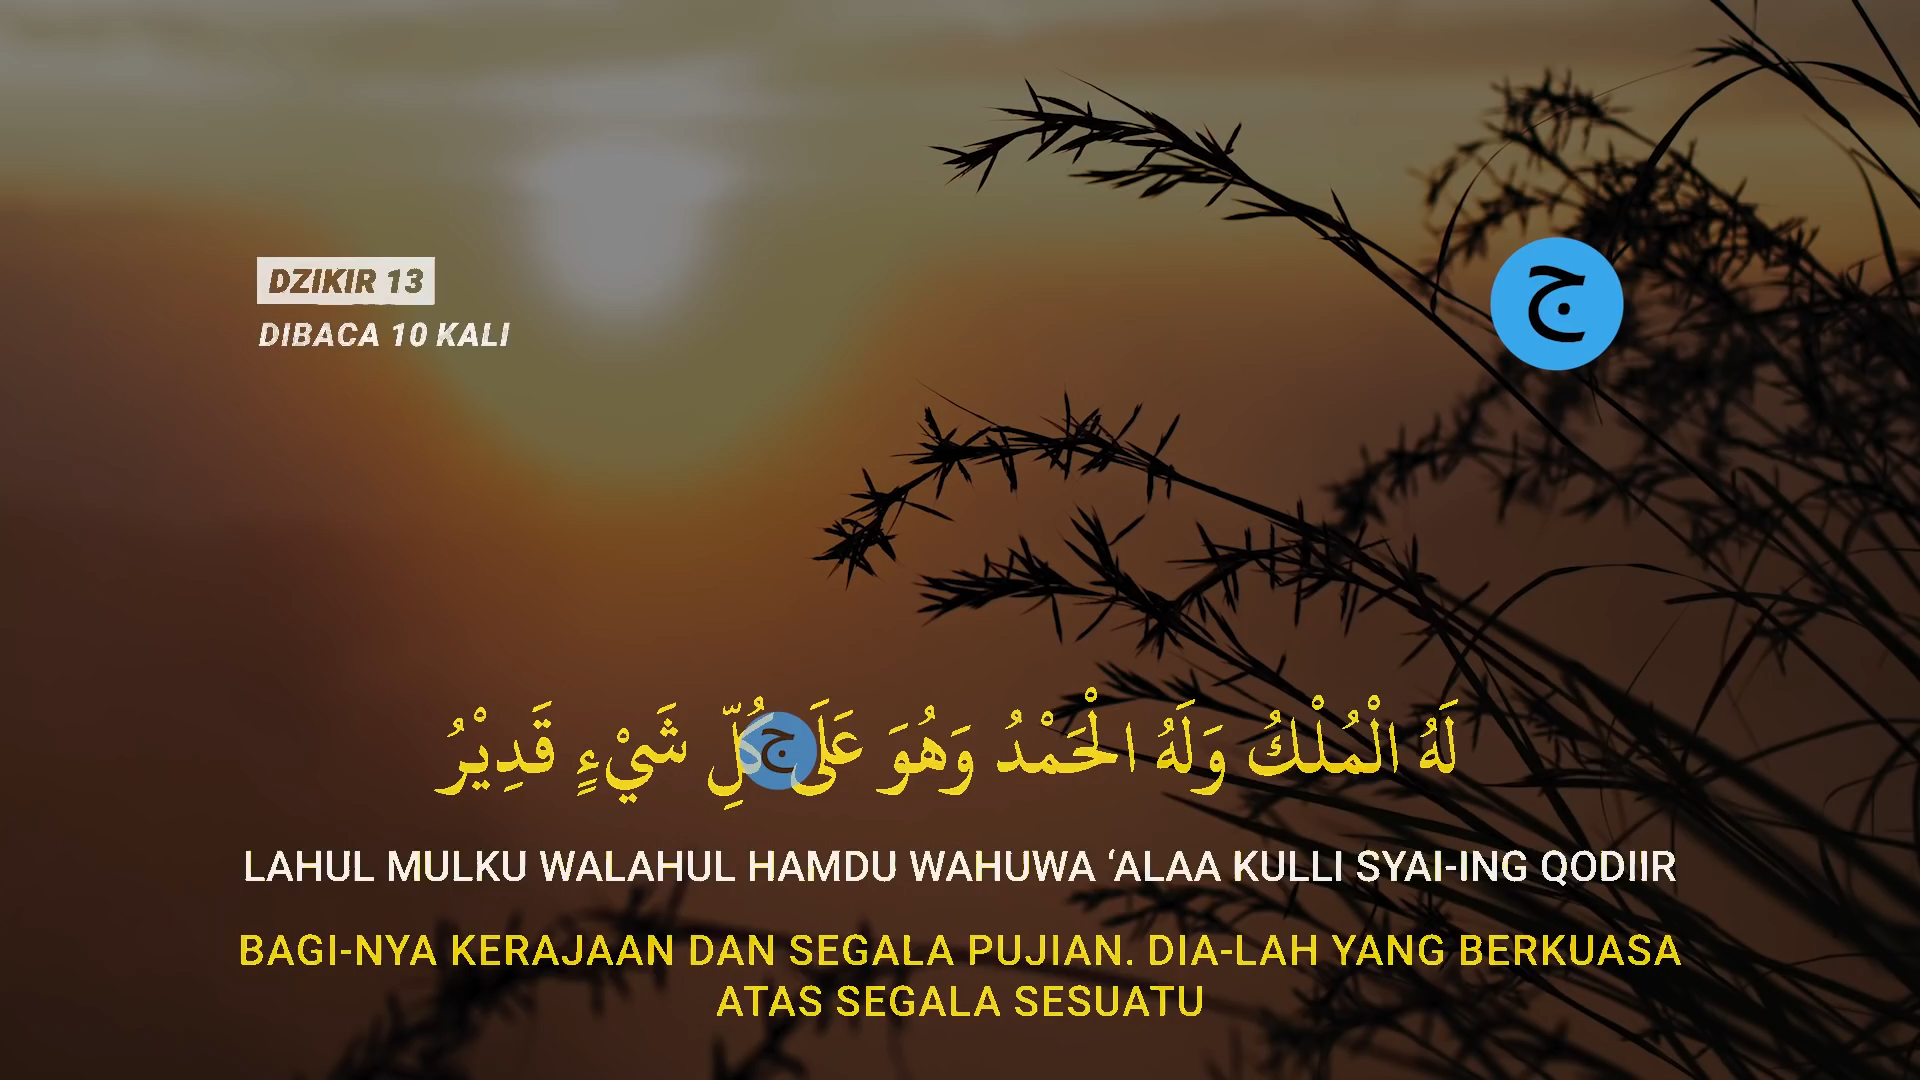 DZIKIR 13
DIBACA 10 KALI
ج
لَهُ الْمُلْكُ وَلَهُ الْحَمْدُ وَهُوَ عَلَى كُلِّ شَيْءٍ قَدِيْرُ
ج
LAHUL MULKU WALAHUL HAMDU WAHUWA ‘ALAA KULLI SYAI-ING QODIIR
BAGI-NYA KERAJAAN DAN SEGALA PUJIAN. DIA-LAH YANG BERKUASA
ATAS SEGALA SESUATU